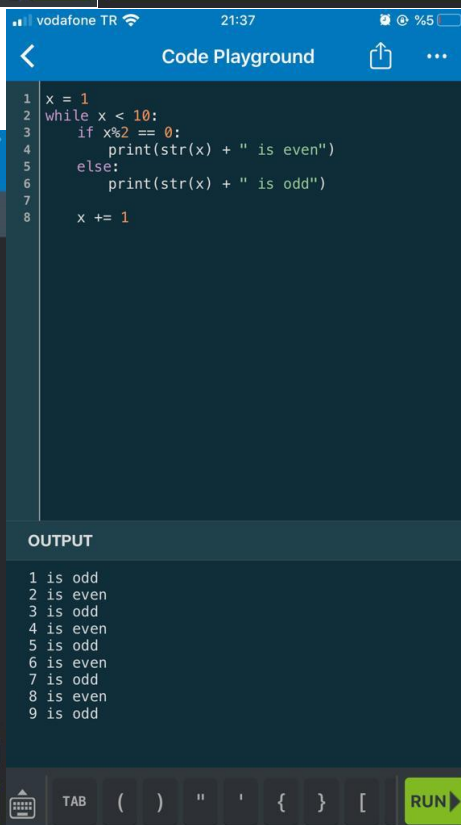 vodafone TR 21:37 %5
Code Playground
1 x = 1
2 while x < 10:
3     if x%2 == 0:
4         print(str(x) + " is even")
5     else:
6         print(str(x) + " is odd")
7
8     x += 1
OUTPUT
1 is odd
2 is even
3 is odd
4 is even
5 is odd
6 is even
7 is odd
8 is even
9 is odd
TAB ( ) " ' { } [ RUN